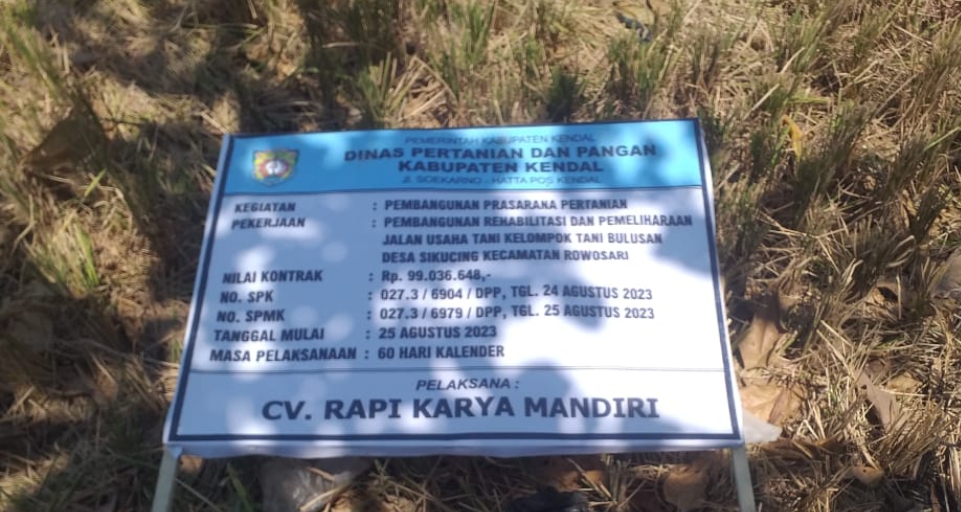 PEMERINTAH KABUPATEN KENDAL
DINAS PERTANIAN DAN PANGAN
KABUPATEN KENDAL
Jl. SOEKARNO - HATTA POS KENDAL
KEGIATAN : PEMBANGUNAN PRASARANA PERTANIAN
PEKERJAAN : PEMBANGUNAN REHABILITASI DAN PEMELIHARAAN
JALAN USAHA TANI KELOMPOK TANI BULUSAN
DESA SIKUCING KECAMATAN ROWOSARI
NILAI KONTRAK : Rp. 99.036.648,-
NO. SPK : 027.3 / 6904 / DPP, TGL. 24 AGUSTUS 2023
NO. SPMK : 027.3 / 6979 / DPP, TGL. 25 AGUSTUS 2023
TANGGAL MULAI : 25 AGUSTUS 2023
MASA PELAKSANAAN : 60 HARI KALENDER
PELAKSANA :
CV. RAPI KARYA MANDIRI